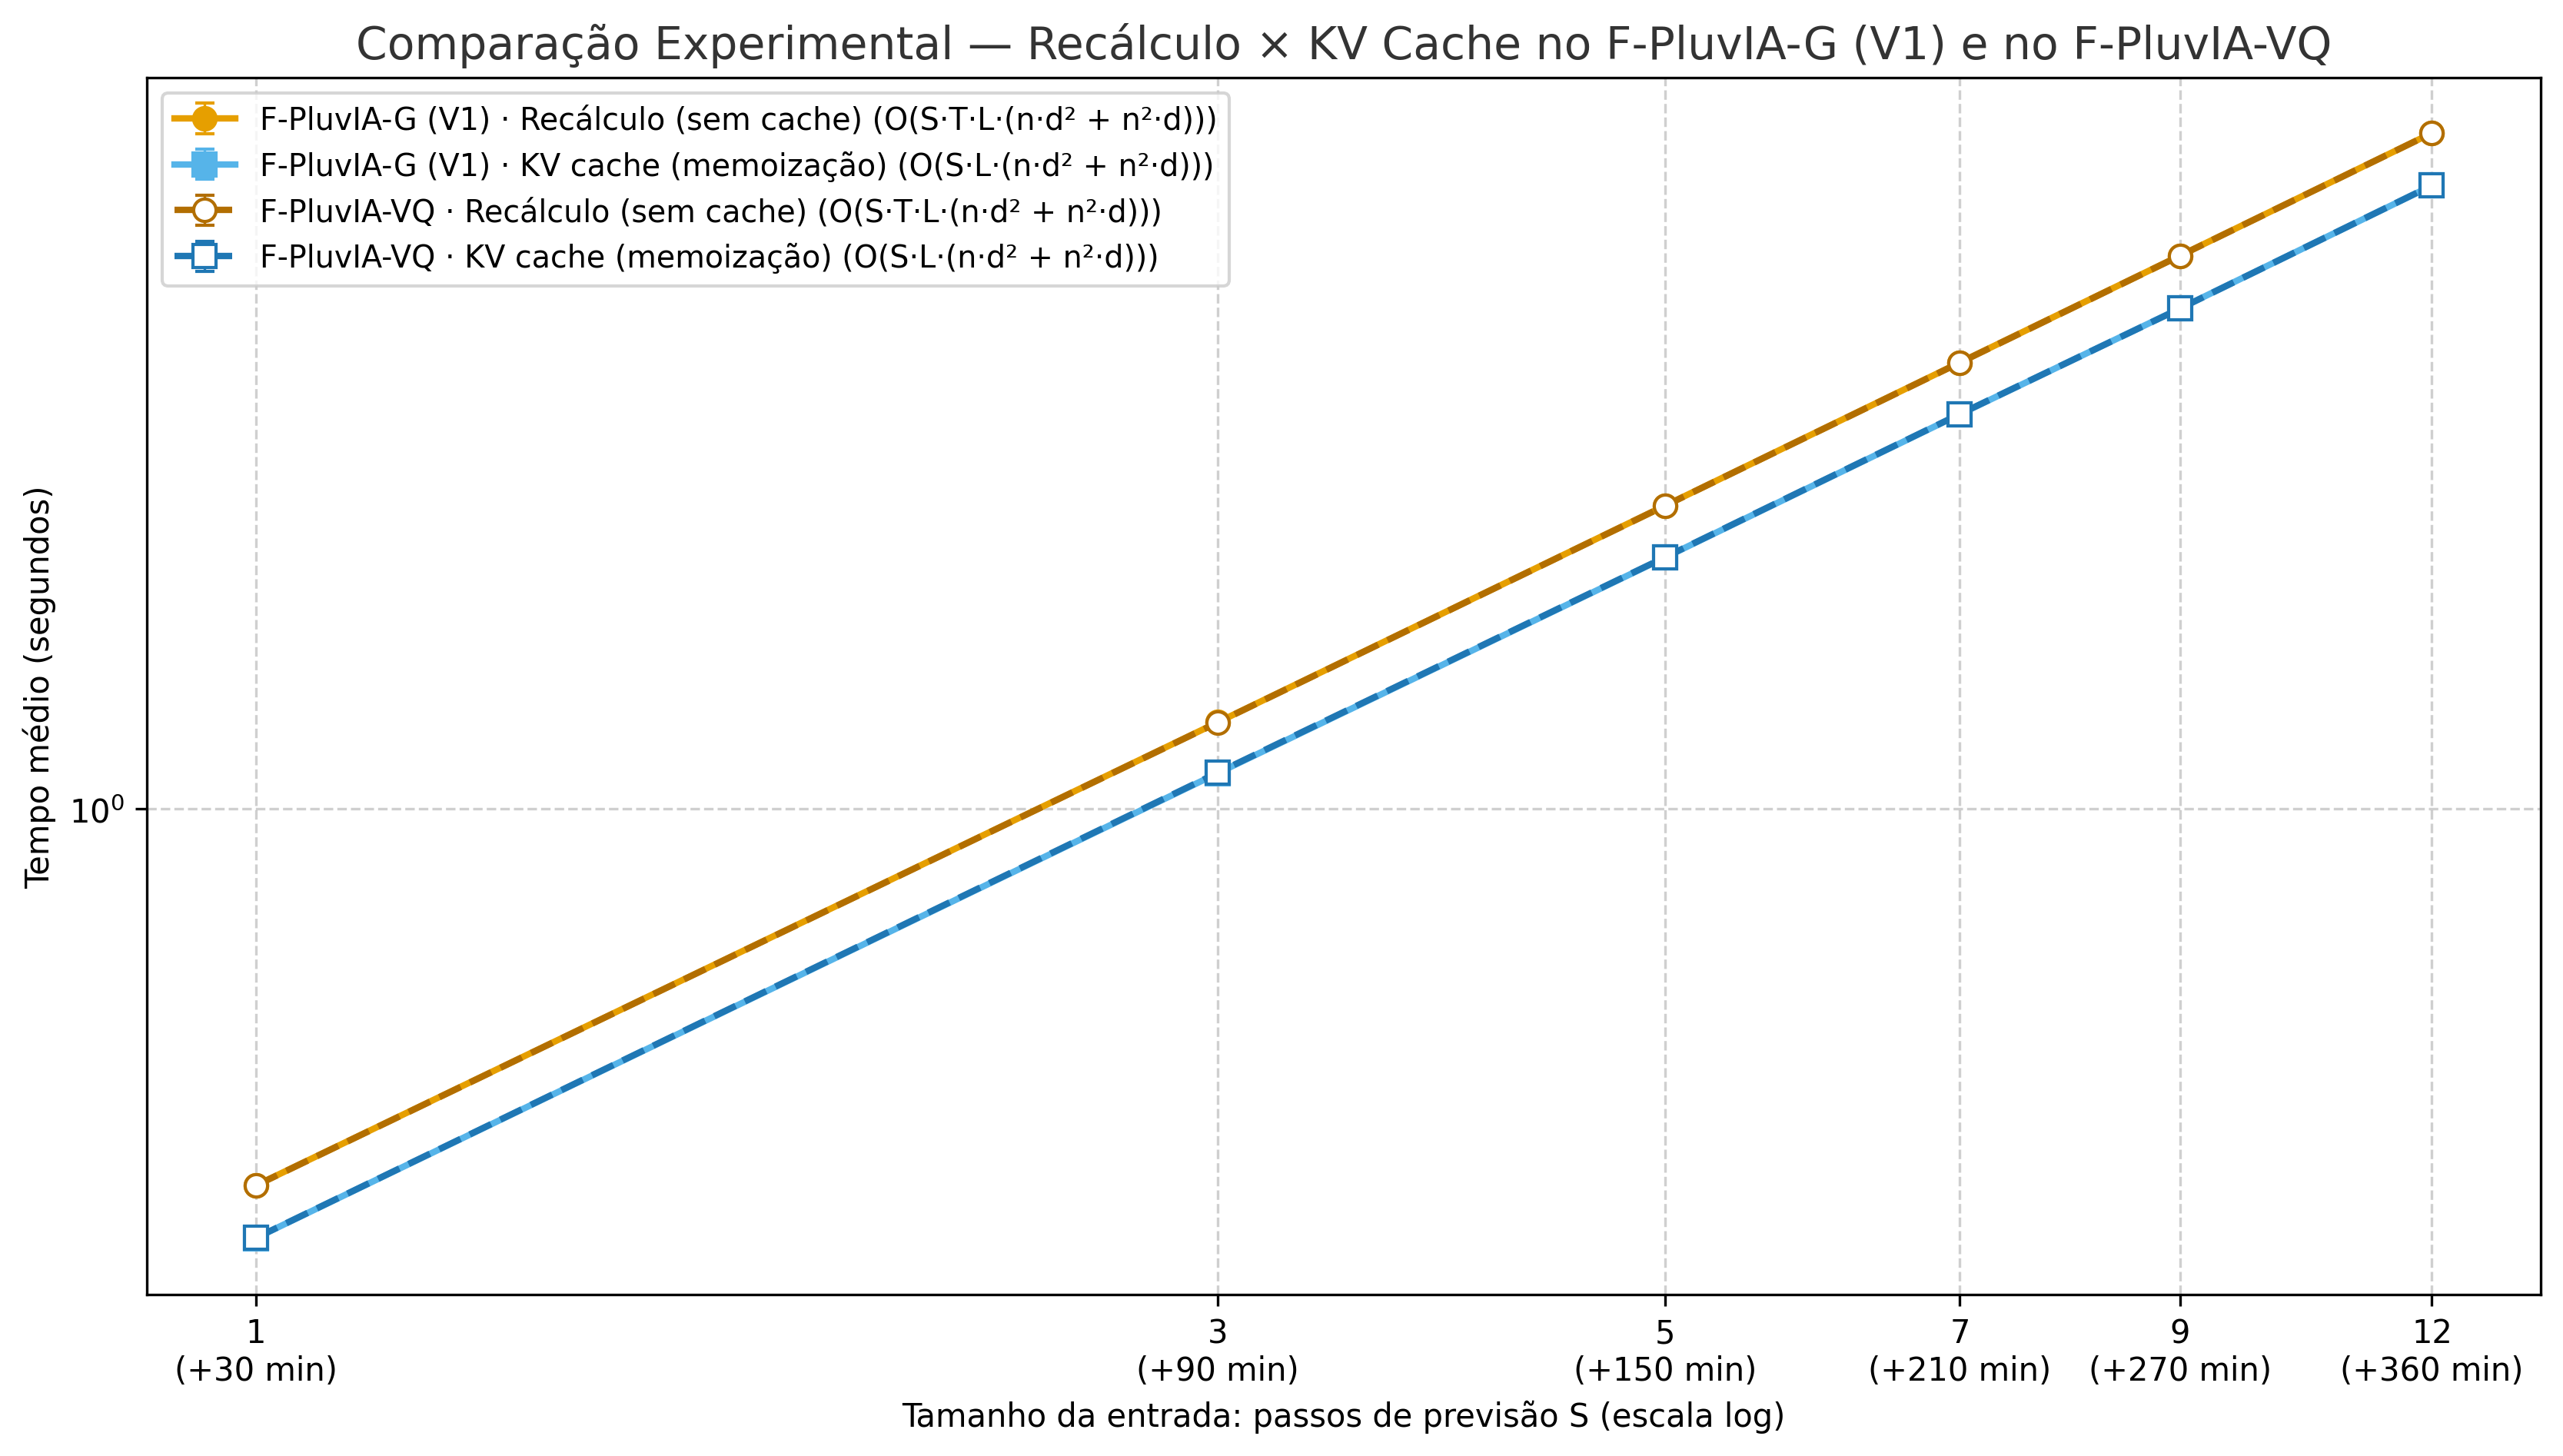 Comparação Experimental — Recálculo × KV Cache no F-PluvIA-G (V1) e no F-PluvIA-VQ
F-PluvIA-G (V1) · Recálculo (sem cache) (O(S·T·L·(n·d² + n²·d)))
F-PluvIA-G (V1) · KV cache (memoização) (O(S·L·(n·d² + n²·d)))
F-PluvIA-VQ · Recálculo (sem cache) (O(S·T·L·(n·d² + n²·d)))
F-PluvIA-VQ · KV cache (memoização) (O(S·L·(n·d² + n²·d)))
Tempo médio (segundos)
10⁰
1 3 5 7 9 12
(+30 min) (+90 min) (+150 min) (+210 min) (+270 min) (+360 min)
Tamanho da entrada: passos de previsão S (escala log)